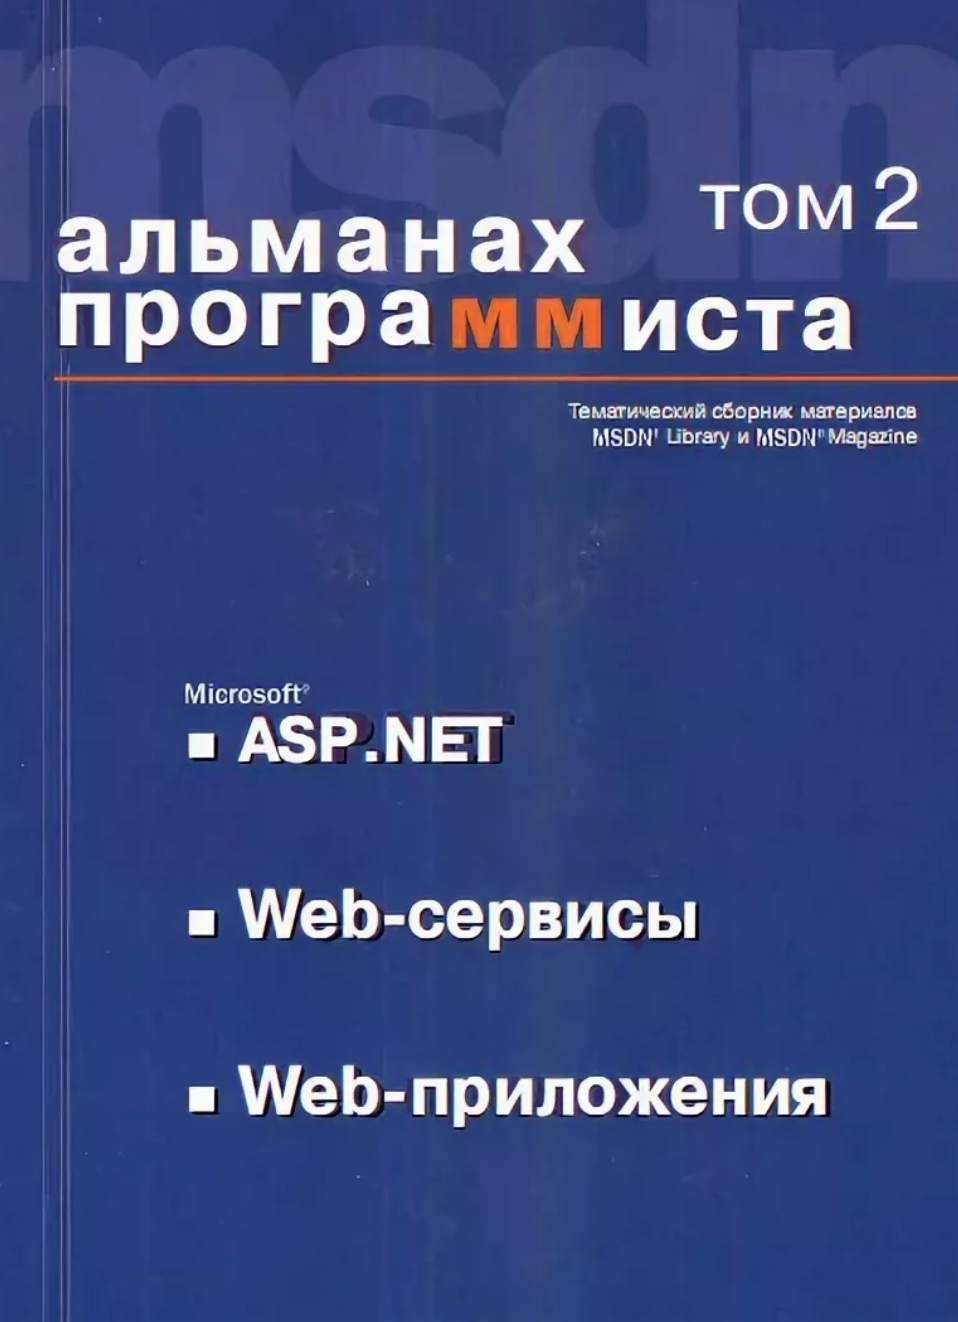 msdn
том 2
альманах
программиста
Тематический сборник материалов
MSDN® Library и MSDN® Magazine
Microsoft®
▪ ASP.NET
▪ Web-сервисы
▪ Web-приложения